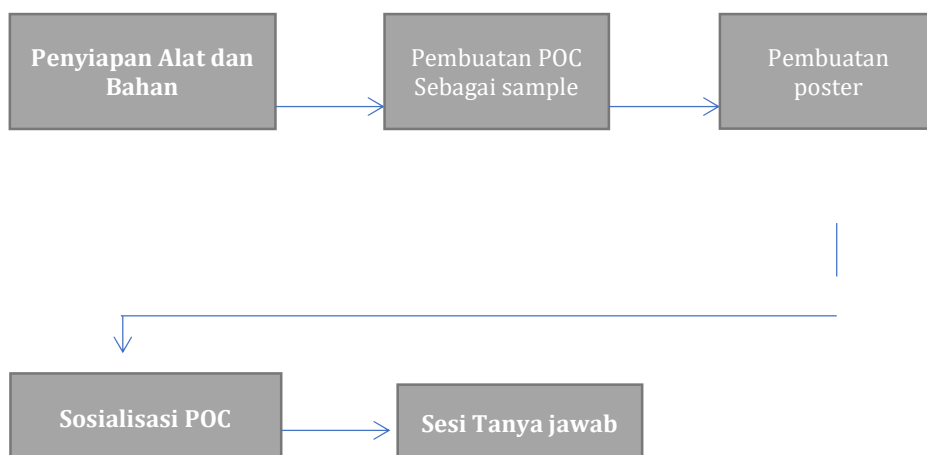 Penyiapan Alat dan
Bahan
Pembuatan POC
Sebagai sample
Pembuatan
poster
Sosialisasi POC
Sesi Tanya jawab